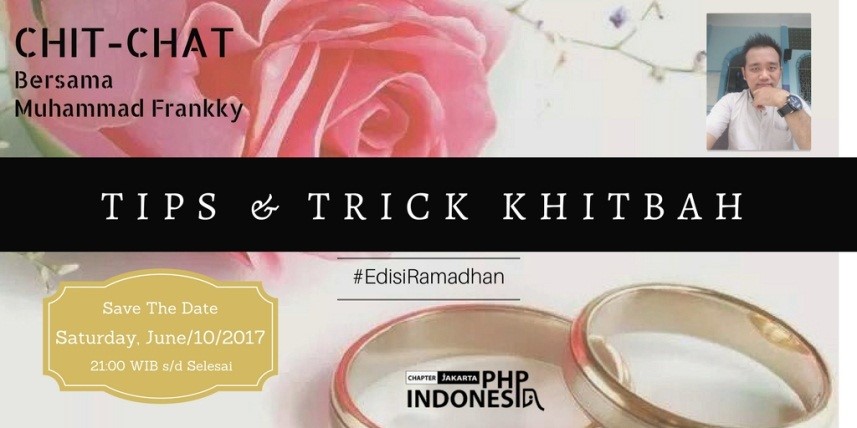 CHIT-CHAT
Bersama
Muhammad Frankky
TIPS & TRICK KHITBAH
#EdisiRamadhan
Save The Date
Saturday, June/10/2017
21:00 WIB s/d Selesai
CHAPTER JAKARTA PHP
INDONESIA